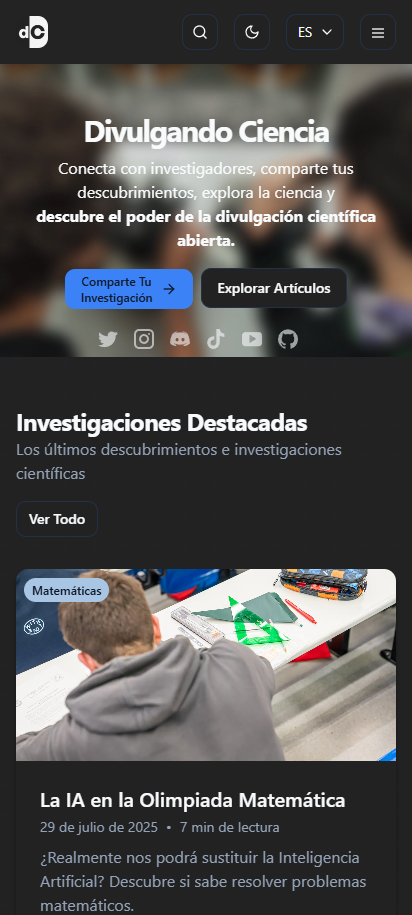 dC
ES
Divulgando Ciencia
Conecta con investigadores, comparte tus
descubrimientos, explora la ciencia y
descubre el poder de la divulgación científica
abierta.
Comparte Tu
Investigación
Explorar Artículos
Investigaciones Destacadas
Los últimos descubrimientos e investigaciones
científicas
Ver Todo
Matemáticas
La IA en la Olimpiada Matemática
29 de julio de 2025 • 7 min de lectura
¿Realmente nos podrá sustituir la Inteligencia
Artificial? Descubre si sabe resolver problemas
matemáticos.